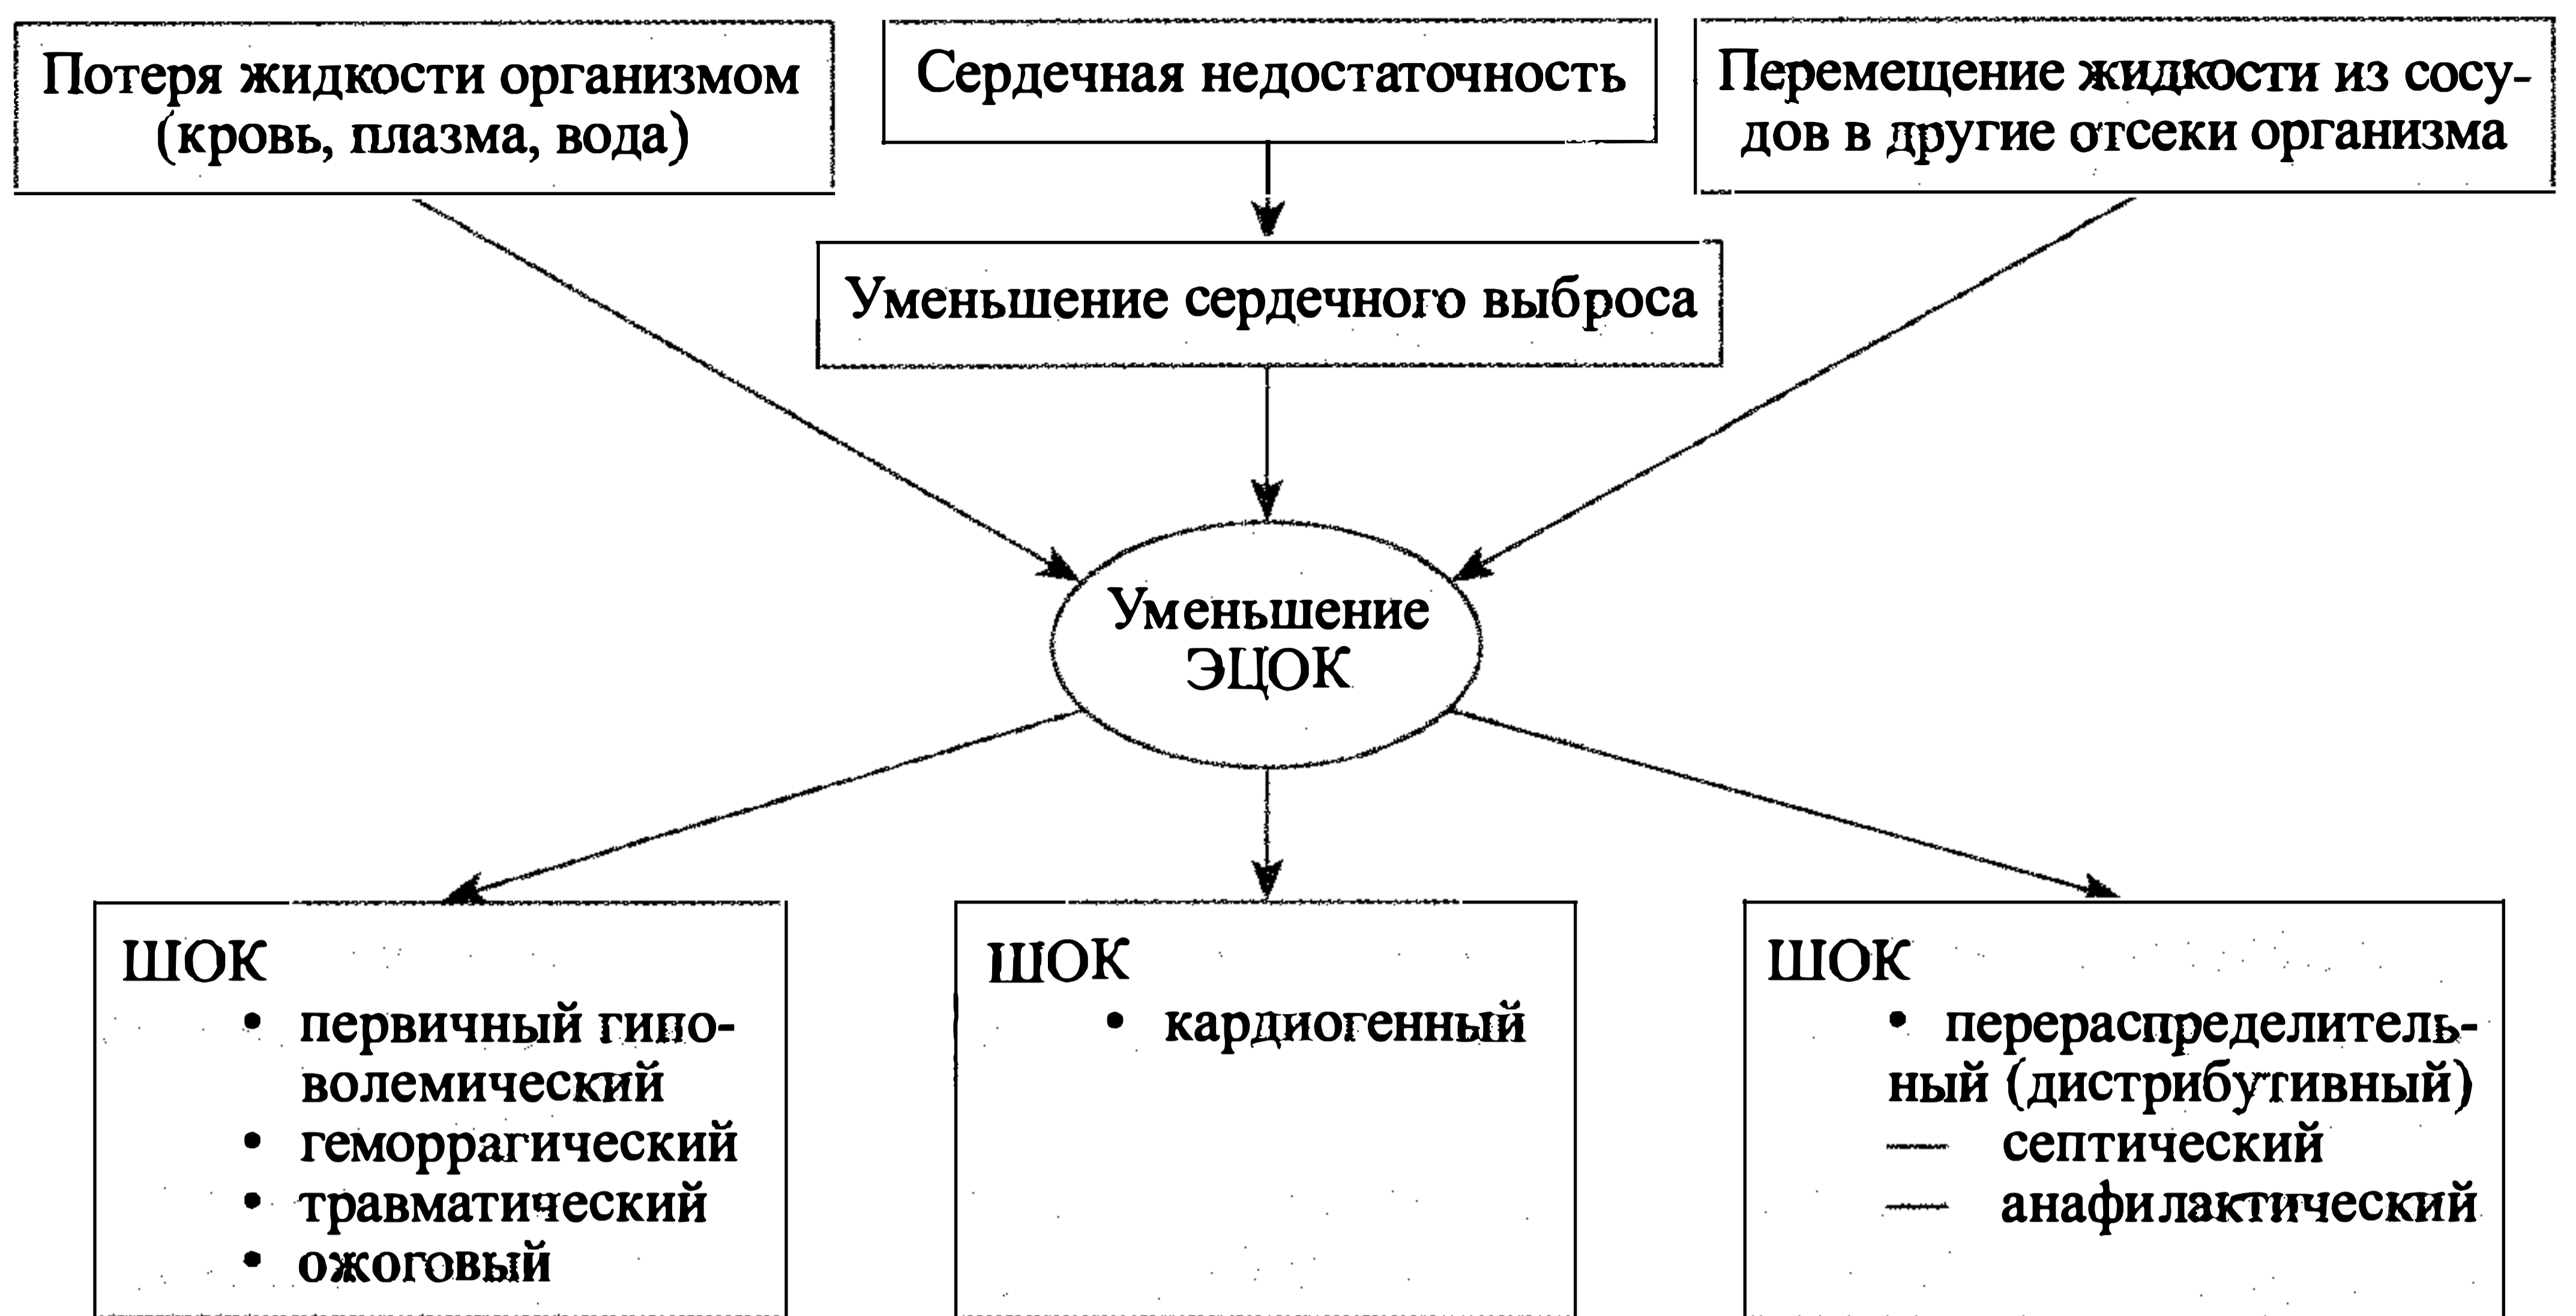 Потеря жидкости организмом
(кровь, плазма, вода)
Сердечная недостаточность
Перемещение жидкости из сосу-
дов в другие отсеки организма
Уменьшение сердечного выброса
Уменьшение
ЭЦОК
ШОК
• первичный гипо-
волемический
• геморрагический
• травматический
• ожоговый
ШОК
• кардиогенный
ШОК
• перераспределитель-
ный (дистрибутивный)
— септический
— анафилактический